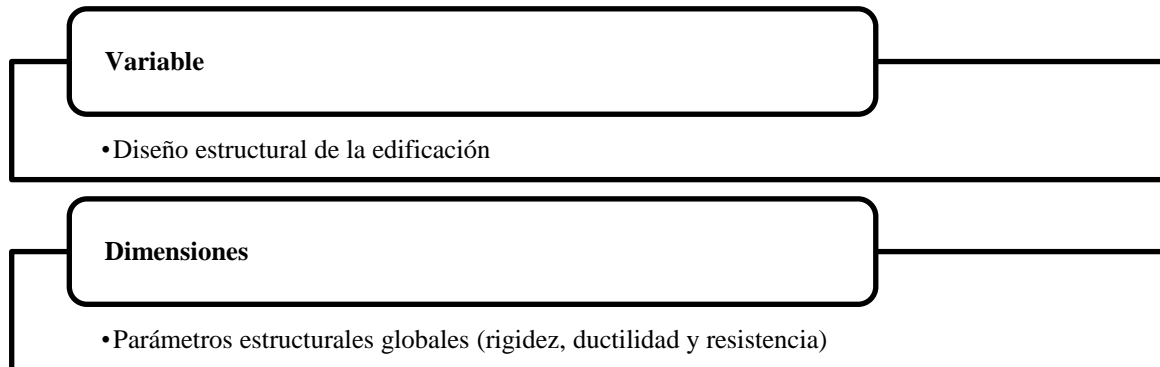 Variable
•Diseño estructural de la edificación
Dimensiones
•Parámetros estructurales globales (rigidez, ductilidad y resistencia)